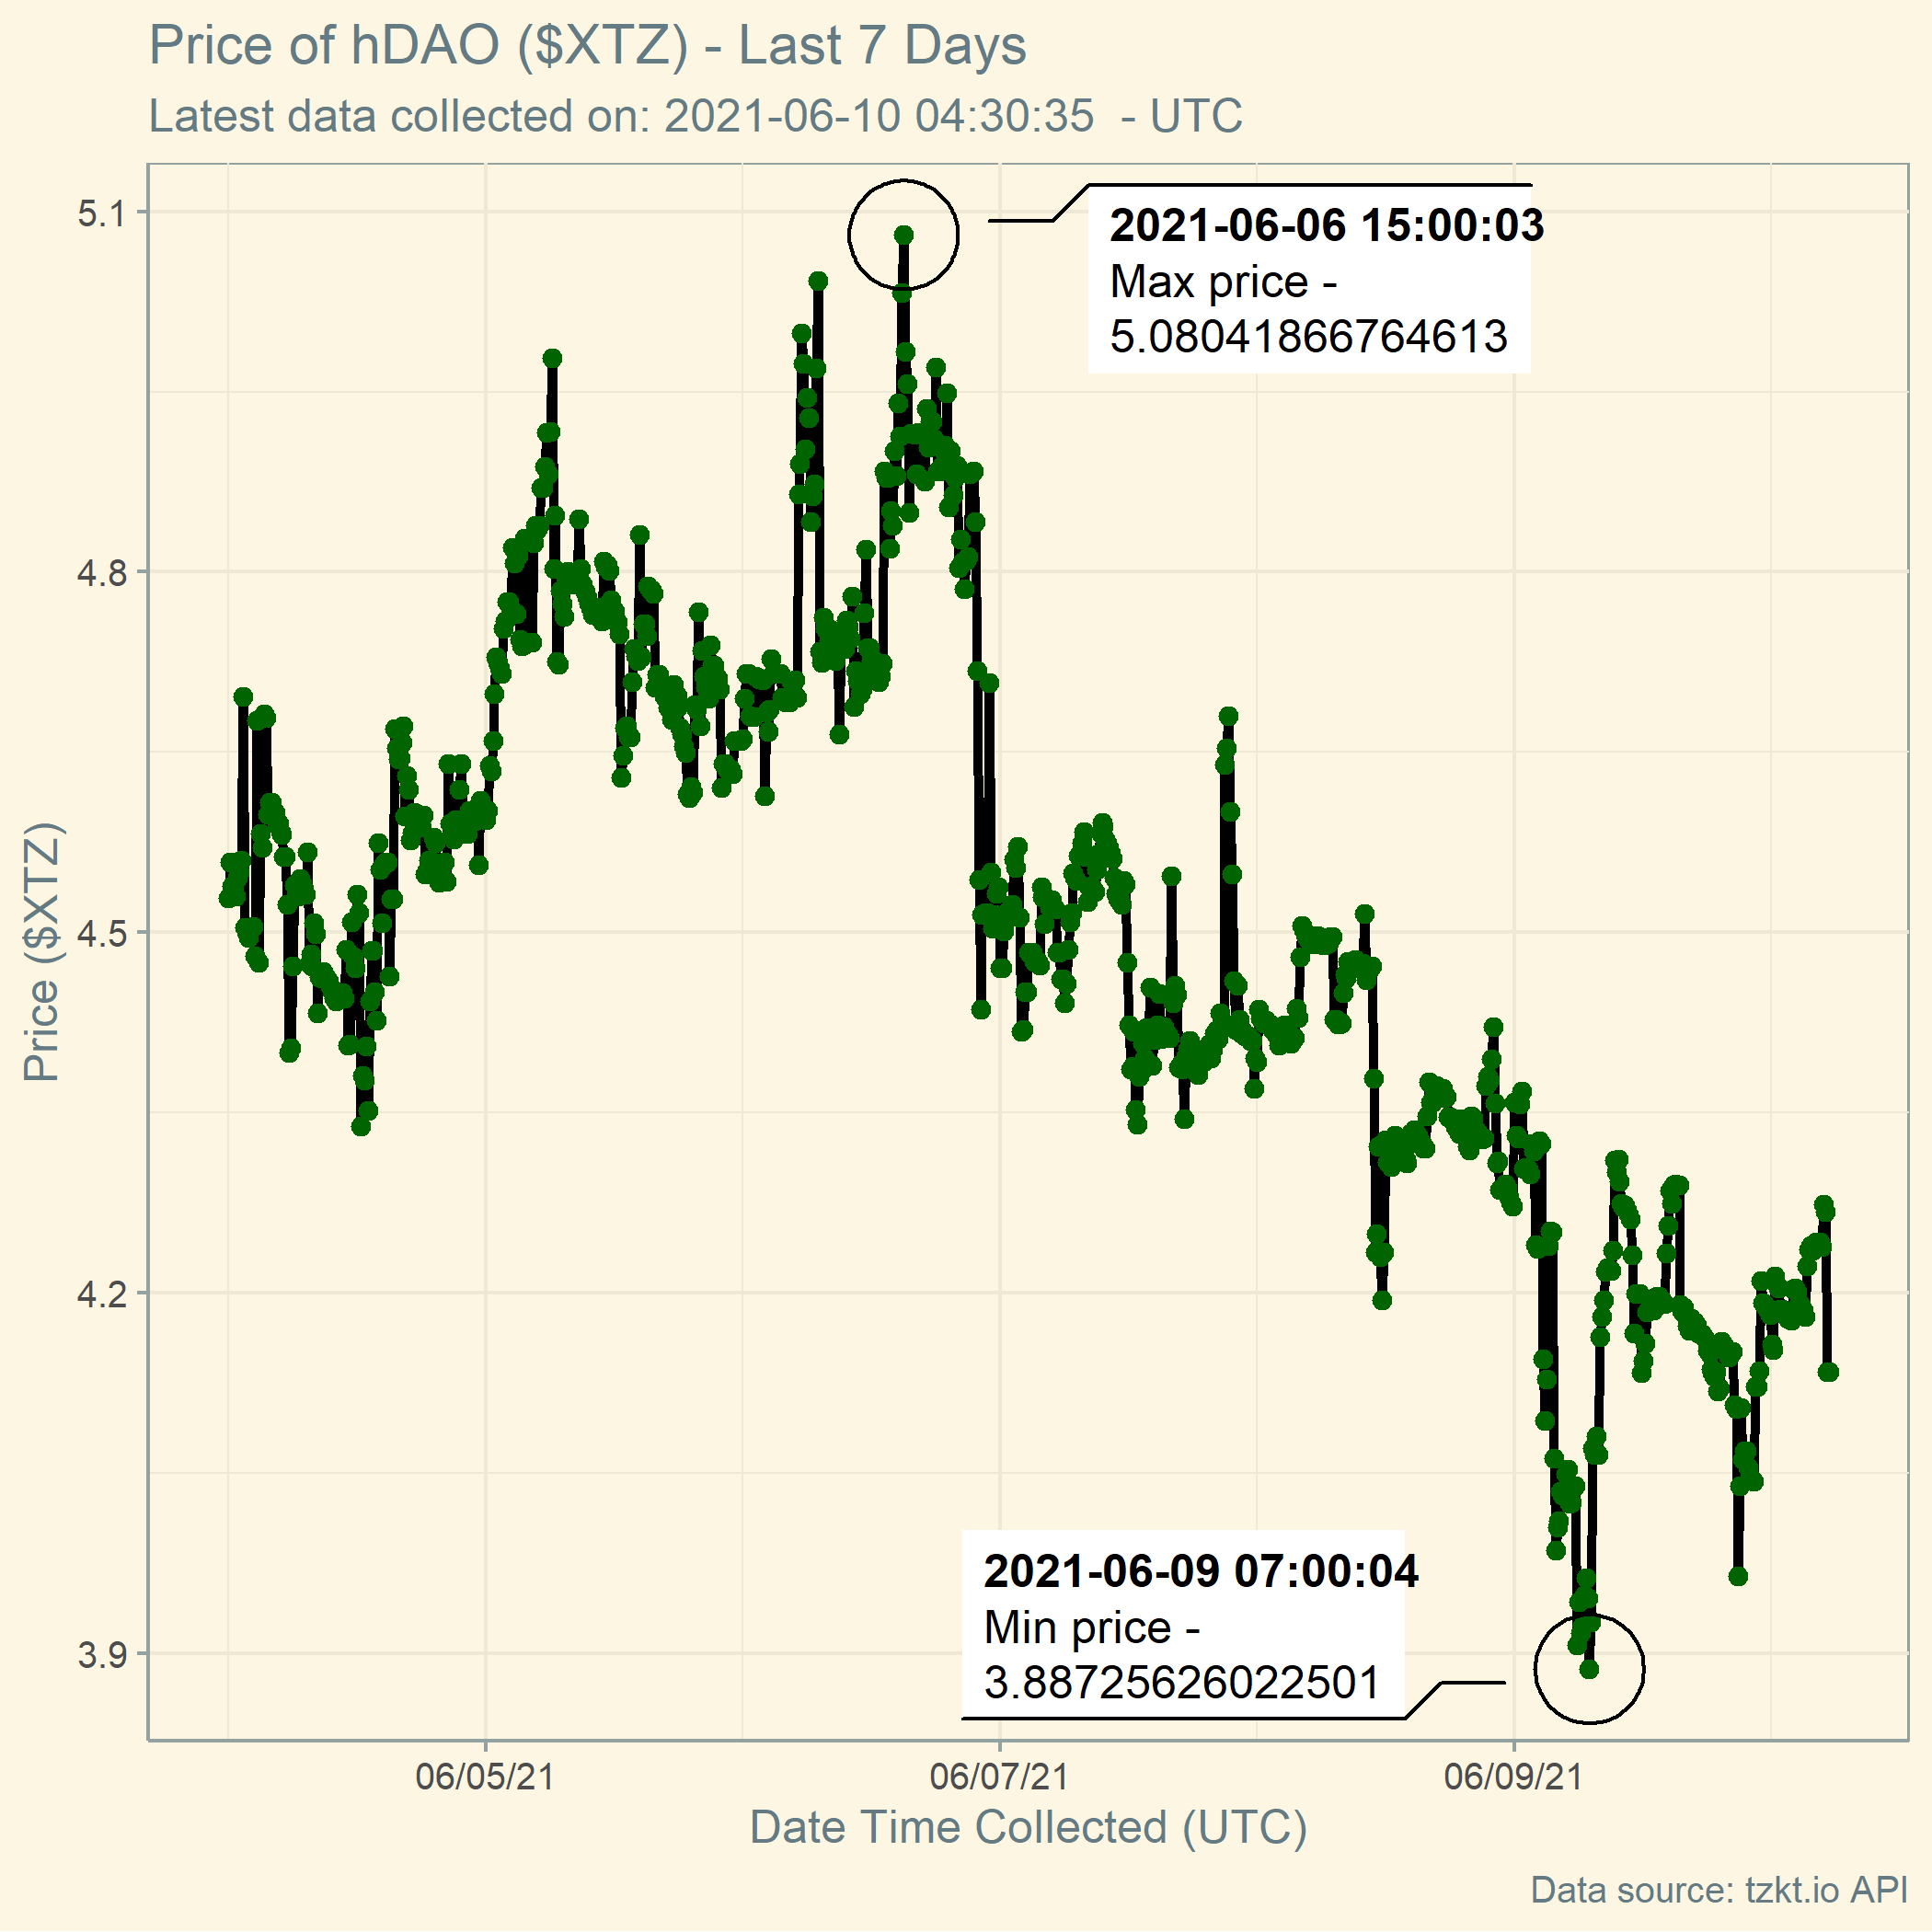 Price of hDAO ($XTZ) - Last 7 Days
Latest data collected on: 2021-06-10 04:30:35  - UTC
5.1
4.8
4.5
4.2
3.9
Price ($XTZ)
2021-06-06 15:00:03
Max price -
5.08041866764613
2021-06-09 07:00:04
Min price -
3.88725626022501
06/05/21
06/07/21
06/09/21
Date Time Collected (UTC)
Data source: tzkt.io API